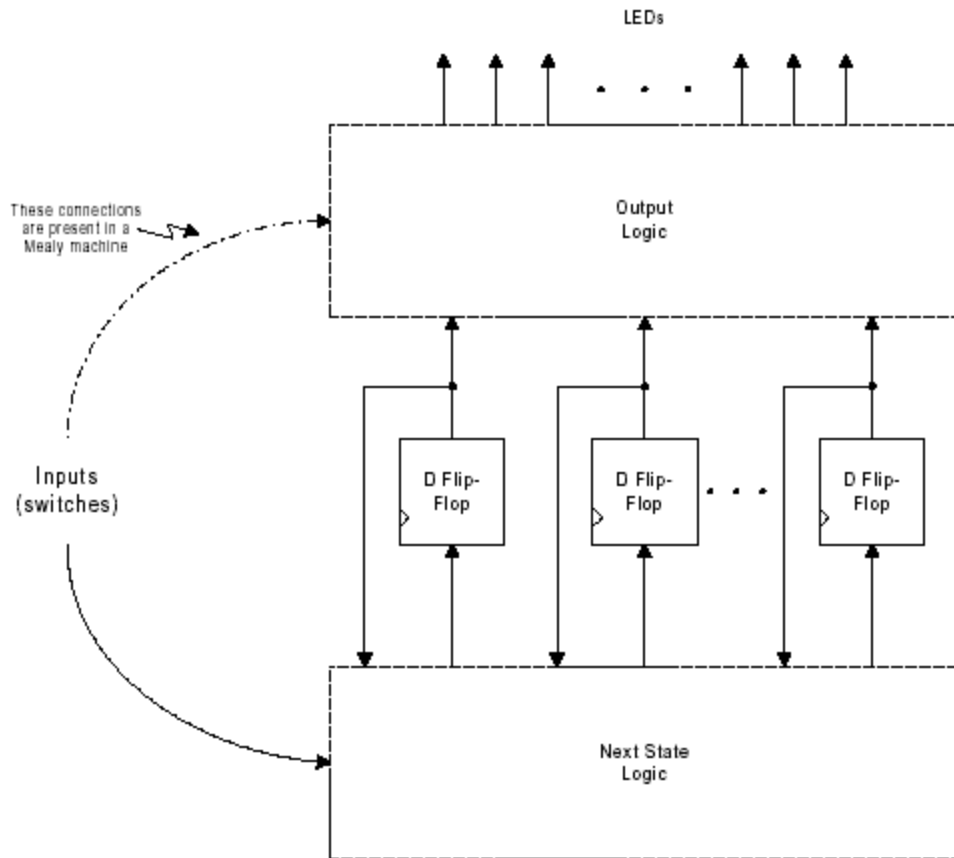 LEDs
Output
Logic
These connections
are present in a
Mealy machine
Inputs
(switches)
D Flip-
Flop
D Flip-
Flop
D Flip-
Flop
Next State
Logic